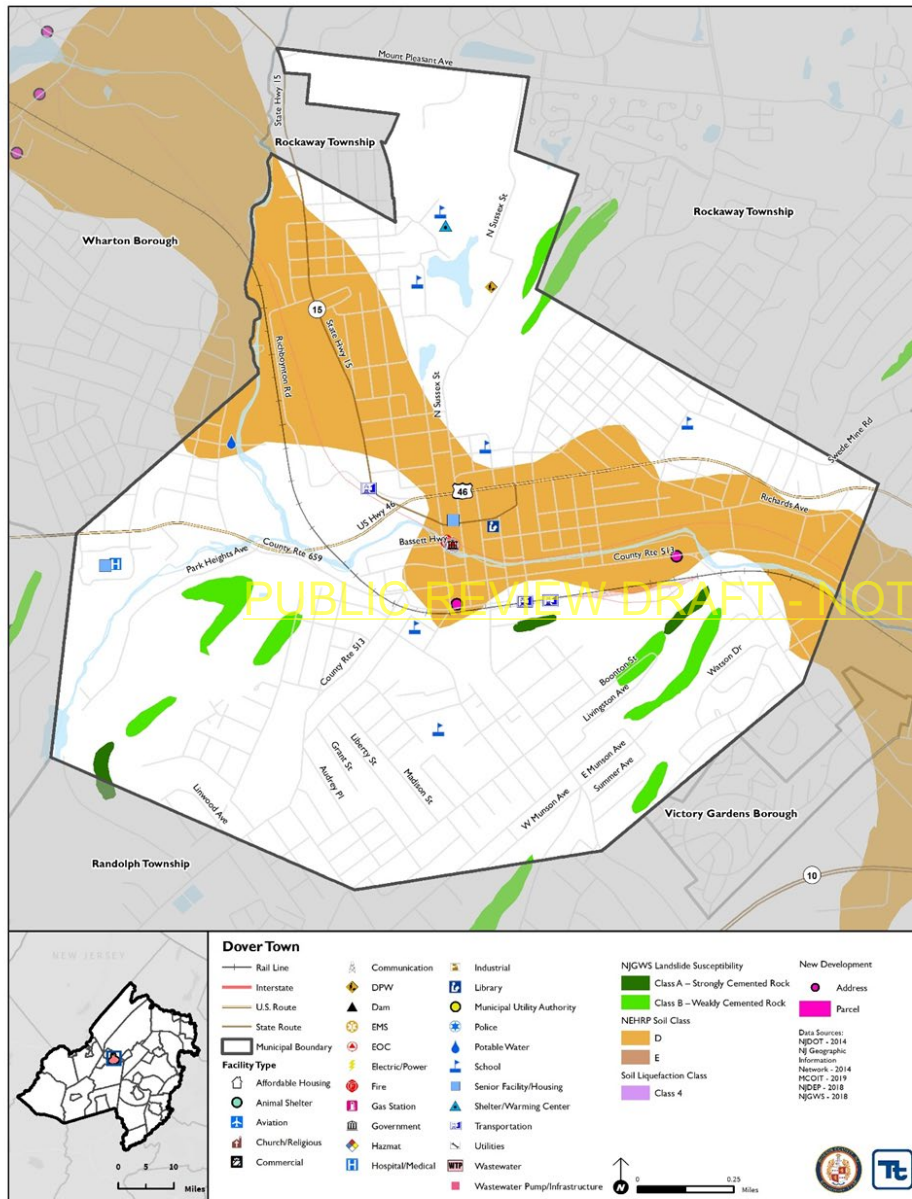 Mount Pleasant Ave
State Hwy 15
Rockaway Township
N Sussex St
Rockaway Township
Wharton Borough
15
State Hwy 15
Richboynton Rd
N Sussex St
Swede Mine Rd
46
Richards Ave
US Hwy 46
Bassett Hwy
County Rte 659
County Rte 513
Park Heights Ave
PUBLIC REVIEW DRAFT - NOT
County Rte 513
Boonton St
Watson Dr
Livingston Ave
Liberty St
Grant St
Audrey Pl
Madison St
E Munson Ave
Summer Ave
W Munson Ave
Linwood Ave
Victory Gardens Borough
Randolph Township
10
NEW JERSEY
0 5 10
Miles
Dover Town
Rail Line
Interstate
U.S. Route
State Route
Municipal Boundary
Facility Type
Affordable Housing
Animal Shelter
Aviation
Church/Religious
Commercial
Communication
DPW
Dam
EMS
EOC
Electric/Power
Fire
Gas Station
Government
Hazmat
Hospital/Medical
Industrial
Library
Municipal Utility Authority
Police
Potable Water
School
Senior Facility/Housing
Shelter/Warming Center
Transportation
Utilities
WTP Wastewater
Wastewater Pump/Infrastructure
NJGWS Landslide Susceptibility
Class A - Strongly Cemented Rock
Class B - Weakly Cemented Rock
NEHRP Soil Class
D
E
Soil Liquefaction Class
Class 4
New Development
Address
Parcel
Data Sources:
NJDOT - 2014
NJ Geographic
Information
Network - 2014
MCOIT - 2019
NJDEP - 2018
NJGWS - 2018
N
0 0.25
Miles
Tt